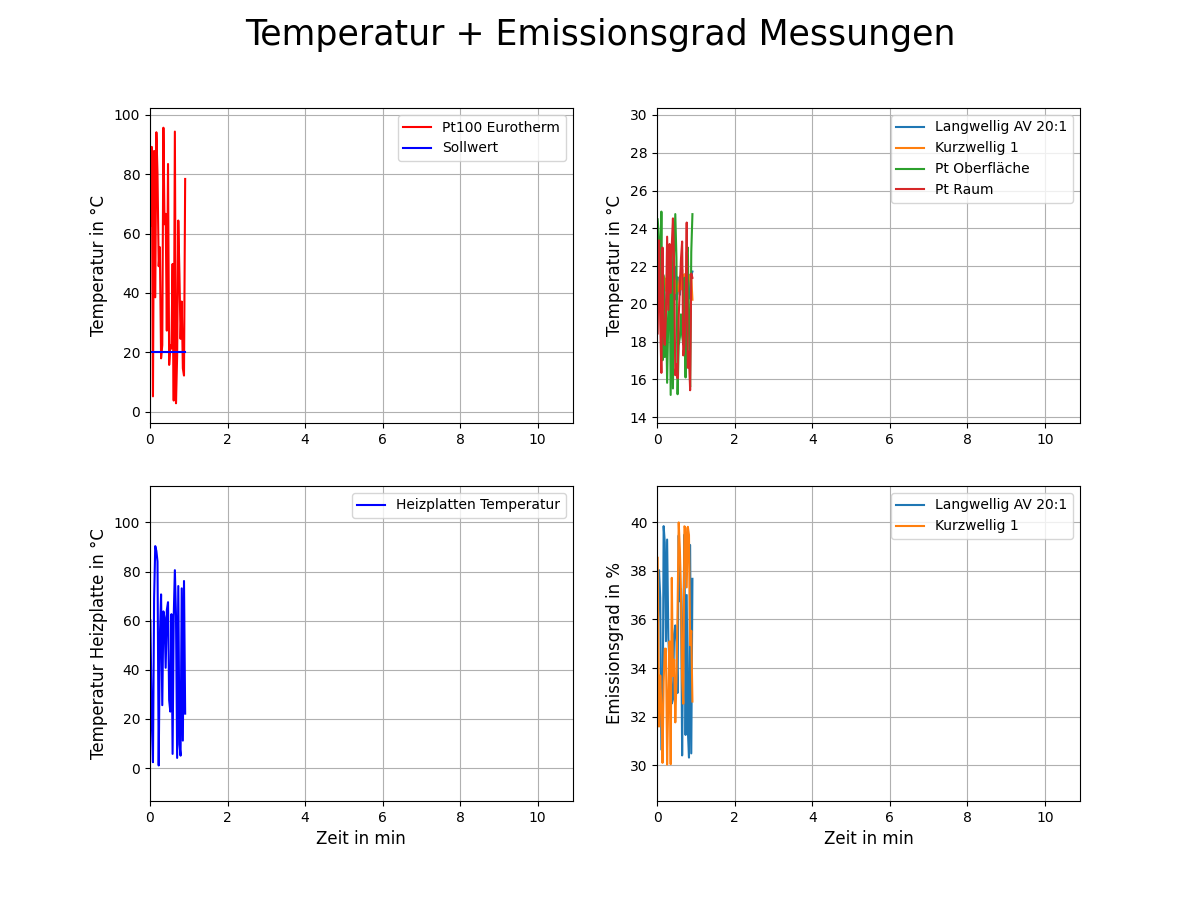 Temperatur + Emissionsgrad Messungen
Temperatur in °C
100
80
60
40
20
0
0 2 4 6 8 10
Pt100 Eurotherm
Sollwert
Temperatur in °C
30
28
26
24
22
20
18
16
14
0 2 4 6 8 10
Langwellig AV 20:1
Kurzwellig 1
Pt Oberfläche
Pt Raum
Temperatur Heizplatte in °C
100
80
60
40
20
0
0 2 4 6 8 10
Zeit in min
Heizplatten Temperatur
Emissionsgrad in %
40
38
36
34
32
30
0 2 4 6 8 10
Zeit in min
Langwellig AV 20:1
Kurzwellig 1